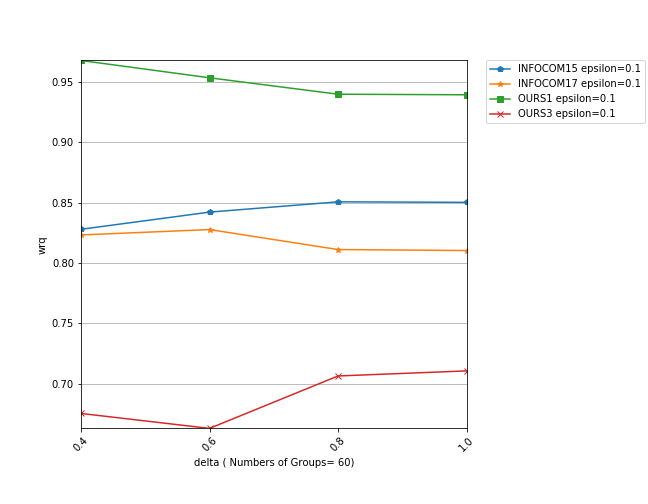 INFOCOM15 epsilon=0.1
INFOCOM17 epsilon=0.1
OURS1 epsilon=0.1
OURS3 epsilon=0.1
0.95
0.90
0.85
0.80
0.75
0.70
wrq
0.4
0.6
0.8
1.0
delta ( Numbers of Groups= 60)